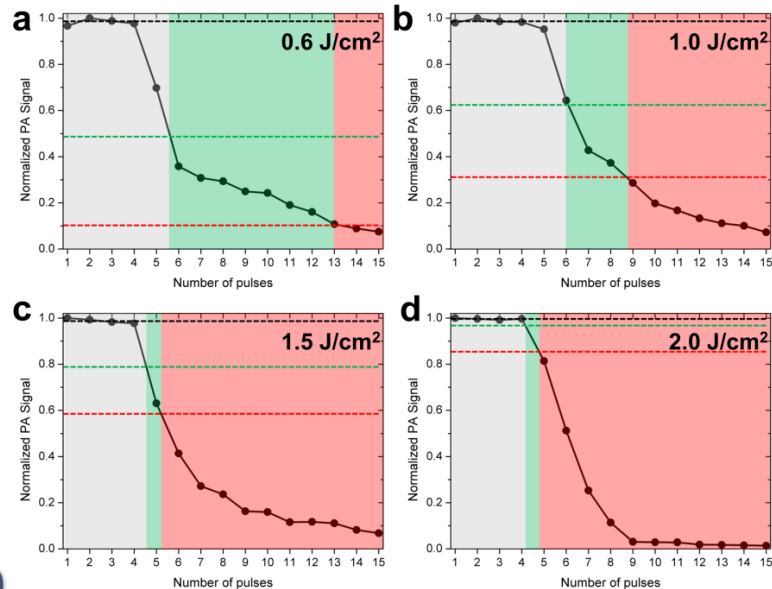 a
0.6 J/cm²
1.0
0.8
0.6
0.4
0.2
0.0
Normalized PA Signal
1 2 3 4 5 6 7 8 9 10 11 12 13 14 15
Number of pulses
b
1.0 J/cm²
1.0
0.8
0.6
0.4
0.2
0.0
Normalized PA Signal
1 2 3 4 5 6 7 8 9 10 11 12 13 14 15
Number of pulses
c
1.5 J/cm²
1.0
0.8
0.6
0.4
0.2
0.0
Normalized PA Signal
1 2 3 4 5 6 7 8 9 10 11 12 13 14 15
Number of pulses
d
2.0 J/cm²
1.0
0.8
0.6
0.4
0.2
0.0
Normalized PA Signal
1 2 3 4 5 6 7 8 9 10 11 12 13 14 15
Number of pulses